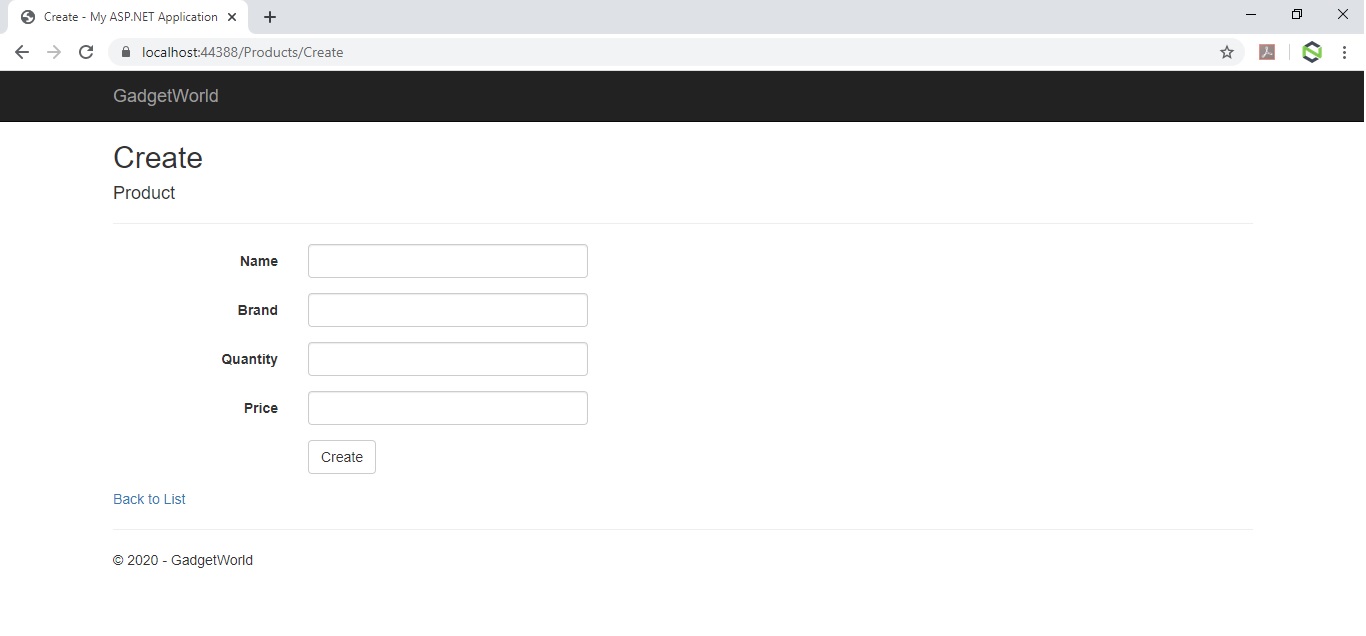 Create - My ASP.NET Application
localhost:44388/Products/Create
GadgetWorld
Create
Product
Name
Brand
Quantity
Price
Create
Back to List
© 2020 - GadgetWorld